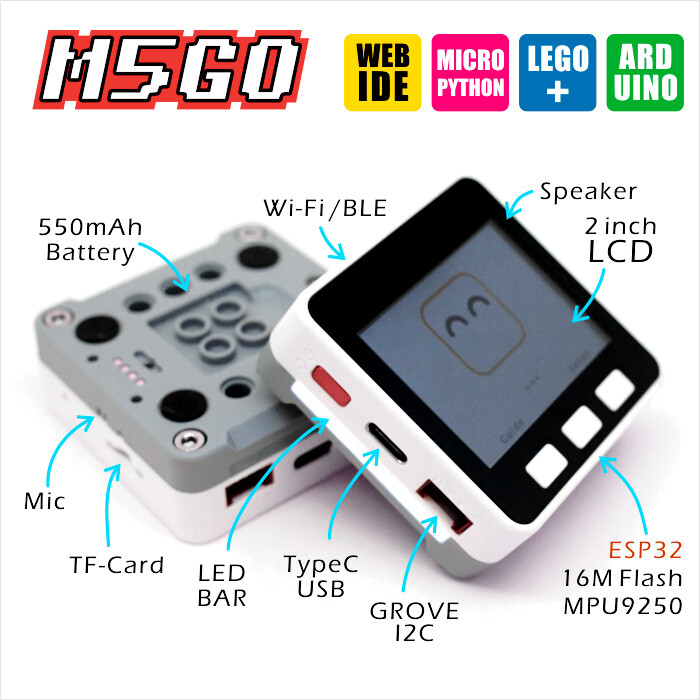 M5GO
WEB
IDE
MICRO
PYTHON
LEGO
+
ARD
UINO
550mAh
Battery
Wi-Fi/BLE
Speaker
2 inch
LCD
Mic
TF-Card
LED
BAR
TypeC
USB
GROVE
I2C
ESP32
16M Flash
MPU9250
Guide